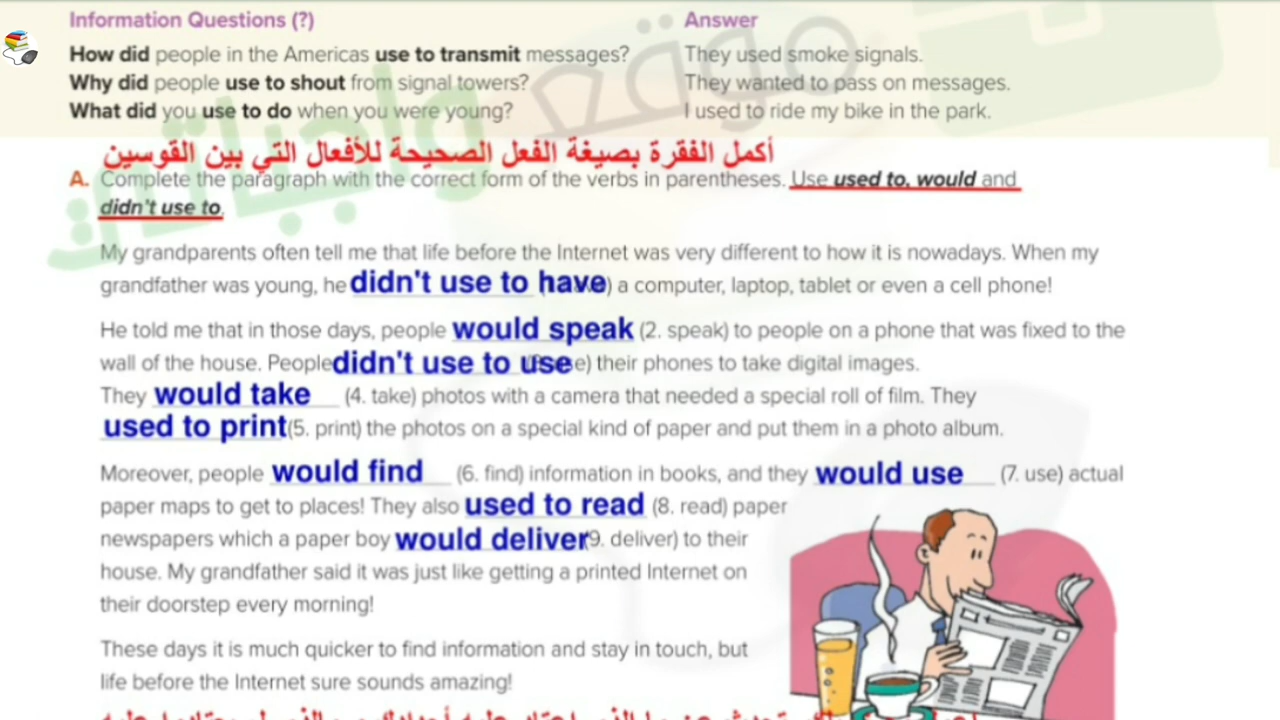 Information Questions (?) Answer
How did people in the Americas use to transmit messages? They used smoke signals.
Why did people use to shout from signal towers? They wanted to pass on messages.
What did you use to do when you were young? I used to ride my bike in the park.
أكمل الفقرة بصيغة الفعل الصحيحة للأفعال التي بين القوسين
A. Complete the paragraph with the correct form of the verbs in parentheses. Use used to, would and
didn't use to.
My grandparents often tell me that life before the Internet was very different to how it is nowadays. When my
grandfather was young, he didn't use to have) a computer, laptop, tablet or even a cell phone!
He told me that in those days, people would speak (2. speak) to people on a phone that was fixed to the
wall of the house. People didn't use to use) their phones to take digital images.
They would take (4. take) photos with a camera that needed a special roll of film. They
used to print (5. print) the photos on a special kind of paper and put them in a photo album.
Moreover, people would find (6. find) information in books, and they would use (7. use) actual
paper maps to get to places! They also used to read (8. read) paper
newspapers which a paper boy would deliver (9. deliver) to their
house. My grandfather said it was just like getting a printed Internet on
their doorstep every morning!
These days it is much quicker to find information and stay in touch, but
life before the Internet sure sounds amazing!